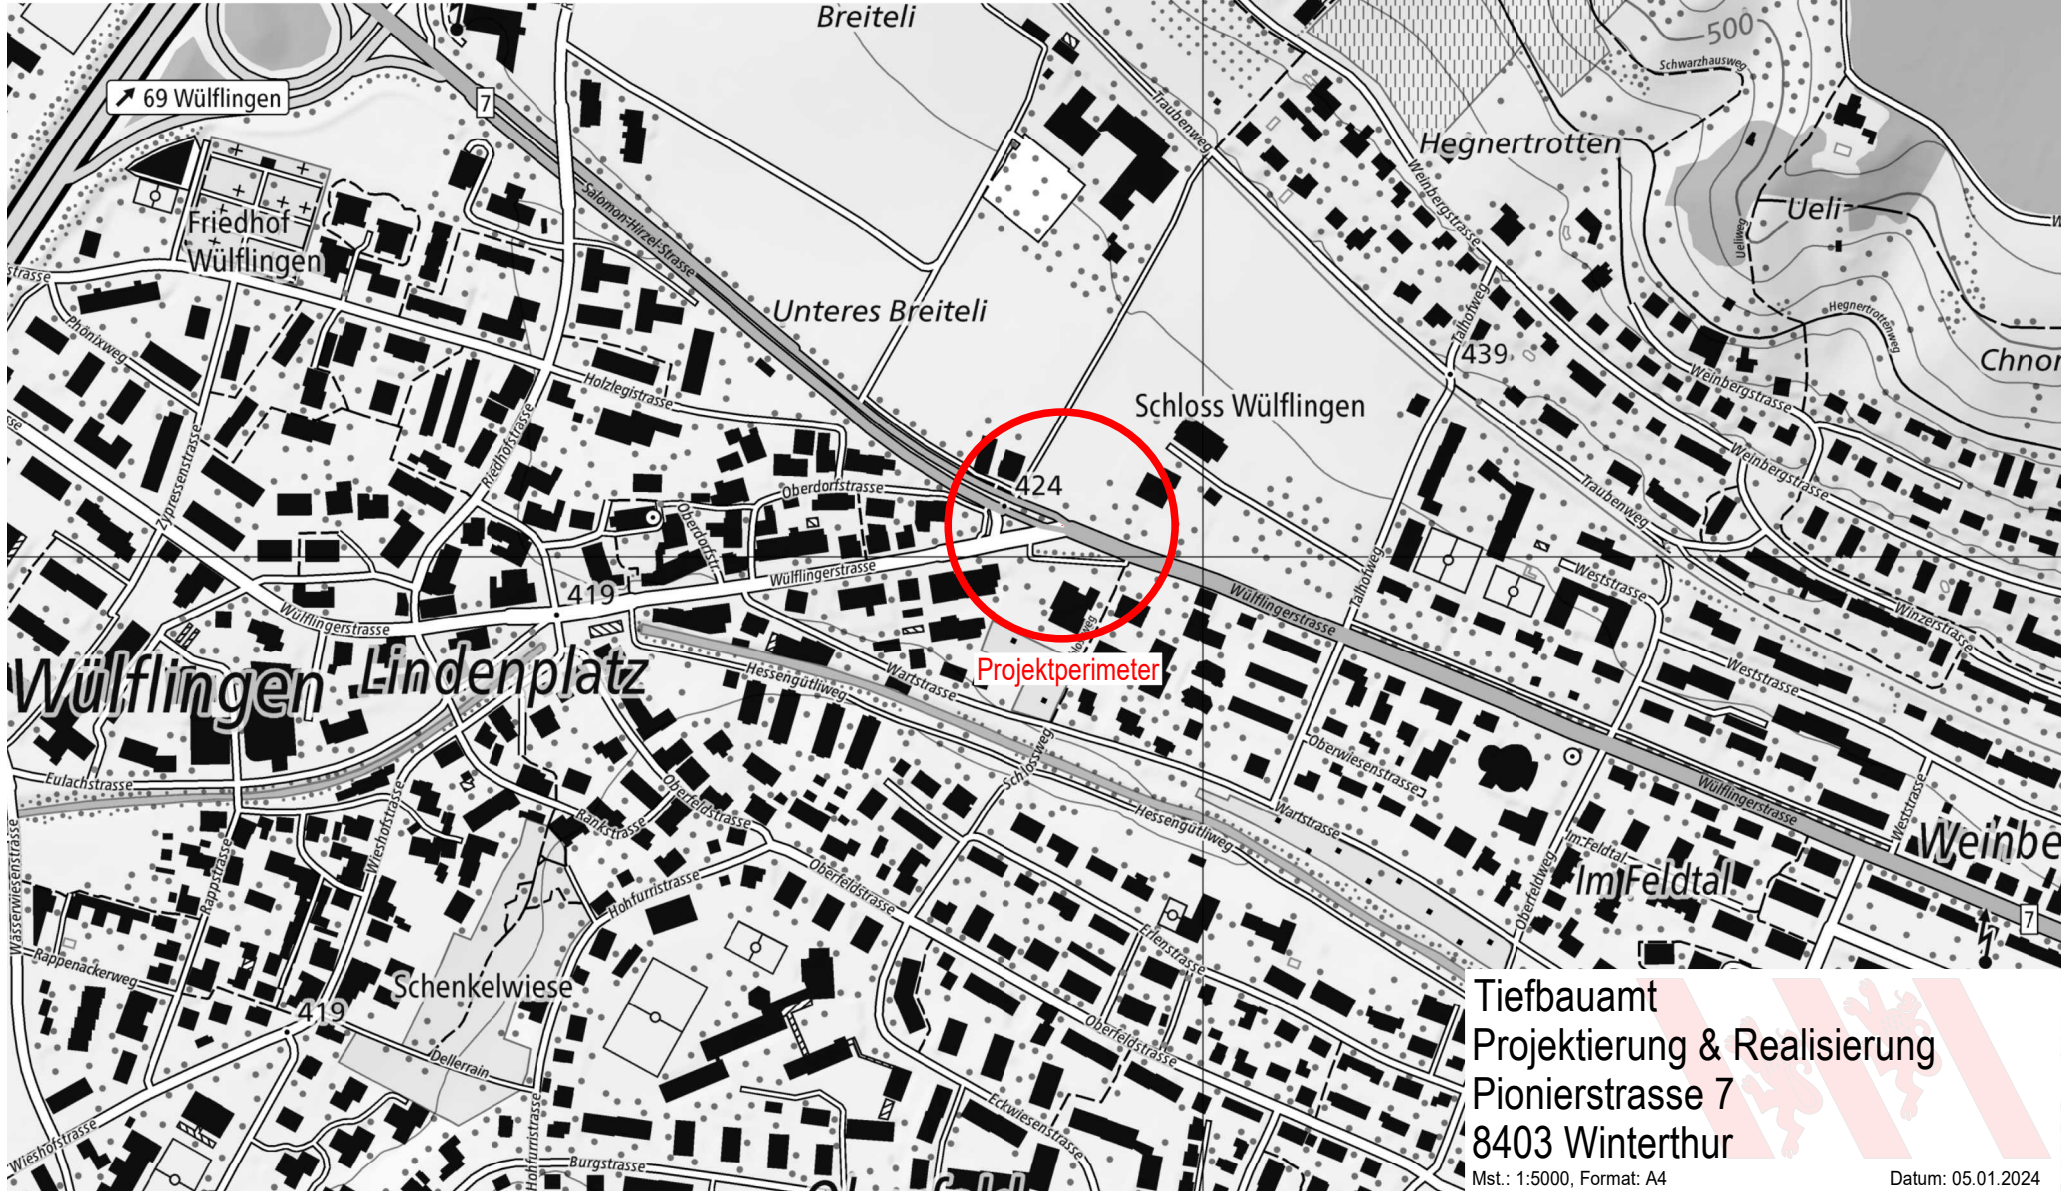 Breiteli
500
Schwarzhausweg
69 Wülflingen
7
Traubenweg
Hegnertrotten
Weinbergstrasse
Salomon-Hirzel-Strasse
Friedhof
Wülflingen
Ueli
Ueliweg
strasse
Unteres Breiteli
Talhofweg
Hegnertrottenweg
Phönixweg
439
Chnor
Holzlegistrasse
Weinbergstrasse
Schloss Wülflingen
Riedhofstrasse
Zypressenstrasse
Weinbergstrasse
Oberdorfstrasse
424
Traubenweg
Oberdorfstr.
Wülflingerstrasse
Talhofweg
Weststrasse
419
Wülflingerstrasse
Wülflingerstrasse
Winzerstrasse
Wülflingen
Lindenplatz
Projektperimeter
Wartstrasse
Hessengütliweg
Weststrasse
Oberwiesenstrasse
Schlossweg
Eulachstrasse
Oberfeldstrasse
Rankstrasse
Wieshofstrasse
Wartstrasse
Hessengütliweg
Wülflingerstrasse
Weststrasse
Weinbe
Im Feldtal
Im Feldtal
Oberfeldweg
Wässerwiesenstrasse
Rappstrasse
Hohfurristrasse
Oberfeldstrasse
7
Erlenstrasse
Rappenackerweg
Schenkelwiese
419
Dellerrain
Oberfeldstrasse
Eckwiesenstrasse
Wieshofstrasse
Hohfurristrasse
Burgstrasse
Tiefbauamt
Projektierung & Realisierung
Pionierstrasse 7
8403 Winterthur
Mst.: 1:5000, Format: A4
Datum: 05.01.2024